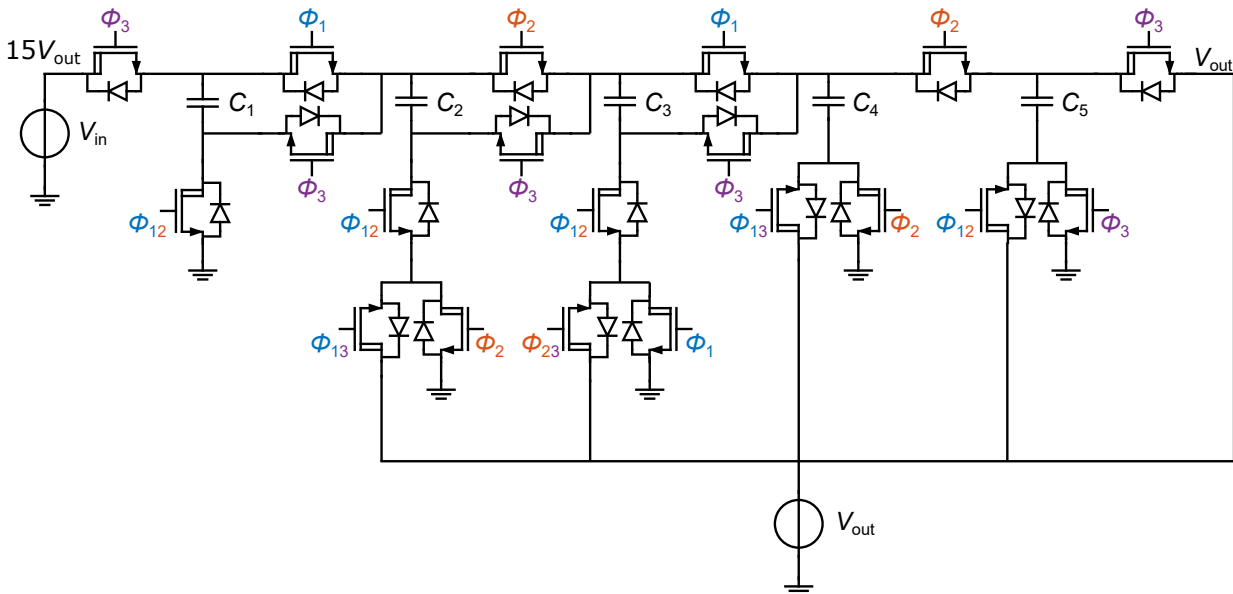 Φ3 Φ1 Φ2 Φ1 Φ2 Φ3
15Vout Vout
C1 C2 C3 C4 C5
Vin
Φ3 Φ3 Φ3
Φ12 Φ12 Φ12 Φ13 Φ2 Φ12 Φ3
Φ13 Φ2 Φ23 Φ1
Vout